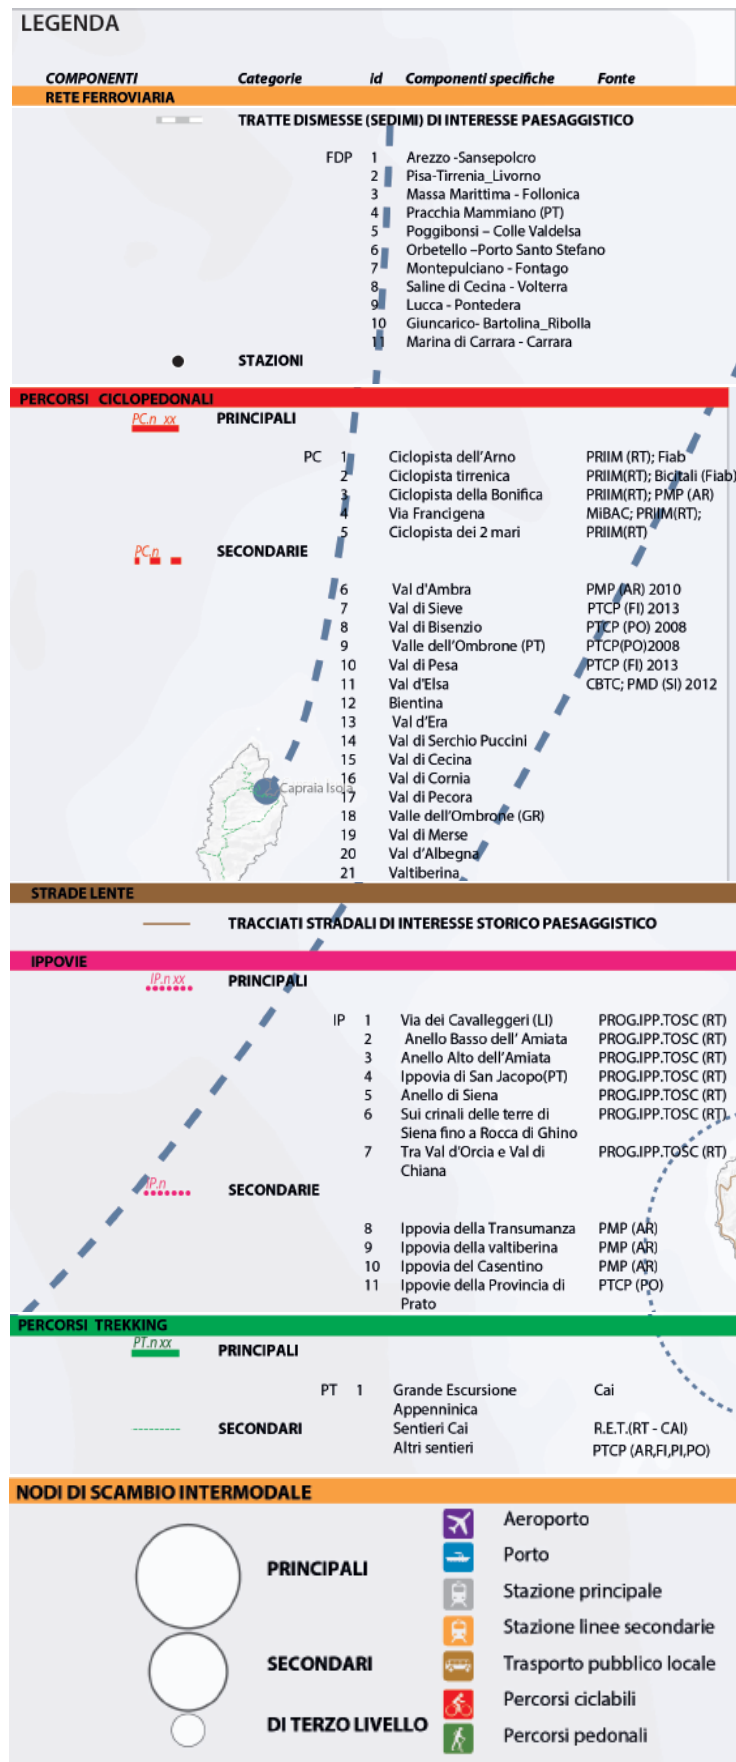 LEGENDA
COMPONENTI Categorie id Componenti specifiche Fonte
RETE FERROVIARIA
TRATTE DISMESSE (SEDIMI) DI INTERESSE PAESAGGISTICO
FDP 1 Arezzo -Sansepolcro
2 Pisa-Tirrenia_Livorno
3 Massa Marittima - Follonica
4 Pracchia Mammiano (PT)
5 Poggibonsi – Colle Valdelsa
6 Orbetello –Porto Santo Stefano
7 Montepulciano - Fontago
8 Saline di Cecina - Volterra
9 Lucca - Pontedera
10 Giuncarico- Bartolina_Ribolla
11 Marina di Carrara - Carrara
STAZIONI
PERCORSI CICLOPEDONALI
PC.n xx PRINCIPALI
PC 1 Ciclopista dell'Arno PRIIM (RT); Fiab
2 Ciclopista tirrenica PRIIM(RT); Bicitali (Fiab)
3 Ciclopista della Bonifica PRIIM(RT); PMP (AR)
4 Via Francigena MiBAC; PRIIM(RT);
5 Ciclopista dei 2 mari PRIIM(RT)
PC.n SECONDARIE
6 Val d'Ambra PMP (AR) 2010
7 Val di Sieve PTCP (FI) 2013
8 Val di Bisenzio PTCP (PO) 2008
9 Valle dell'Ombrone (PT) PTCP(PO)2008
10 Val di Pesa PTCP (FI) 2013
11 Val d'Elsa CBTC; PMD (SI) 2012
12 Bientina
13 Val d'Era
14 Val di Serchio Puccini
15 Val di Cecina
16 Val di Cornia
Capraia Isola
17 Val di Pecora
18 Valle dell'Ombrone (GR)
19 Val di Merse
20 Val d'Albegna
21 Valtiberina
STRADE LENTE
TRACCIATI STRADALI DI INTERESSE STORICO PAESAGGISTICO
IPPOVIE
IP.n xx PRINCIPALI
IP 1 Via dei Cavalleggeri (LI) PROG.IPP.TOSC (RT)
2 Anello Basso dell' Amiata PROG.IPP.TOSC (RT)
3 Anello Alto dell'Amiata PROG.IPP.TOSC (RT)
4 Ippovia di San Jacopo(PT) PROG.IPP.TOSC (RT)
5 Anello di Siena PROG.IPP.TOSC (RT)
6 Sui crinali delle terre di PROG.IPP.TOSC (RT)
Siena fino a Rocca di Ghino
7 Tra Val d'Orcia e Val di PROG.IPP.TOSC (RT)
Chiana
IP.n SECONDARIE
8 Ippovia della Transumanza PMP (AR)
9 Ippovia della valtiberina PMP (AR)
10 Ippovia del Casentino PMP (AR)
11 Ippovie della Provincia di PTCP (PO)
Prato
PERCORSI TREKKING
PT.n xx PRINCIPALI
PT 1 Grande Escursione Cai
Appenninica
SECONDARI Sentieri Cai R.E.T.(RT - CAI)
Altri sentieri PTCP (AR,FI,PI,PO)
NODI DI SCAMBIO INTERMODALE
Aeroporto
Porto
PRINCIPALI
Stazione principale
Stazione linee secondarie
SECONDARI Trasporto pubblico locale
Percorsi ciclabili
DI TERZO LIVELLO
Percorsi pedonali